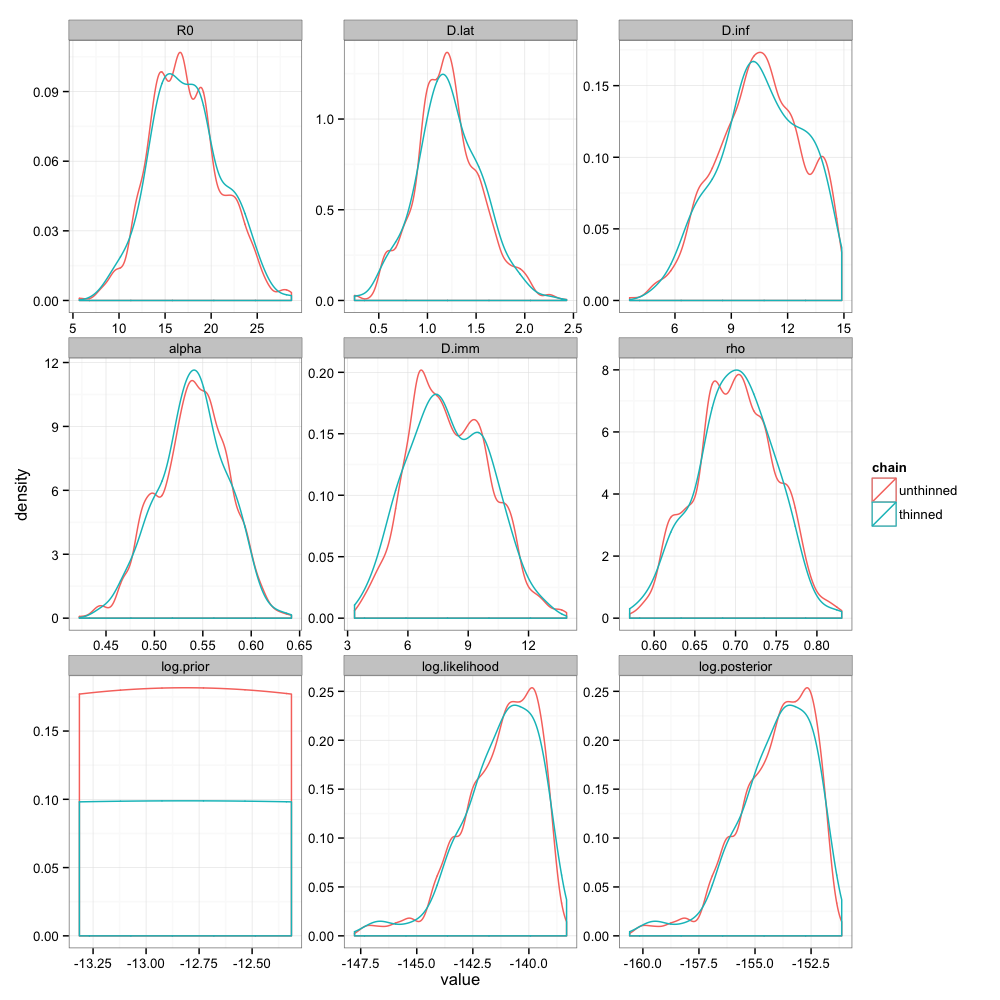 R0 D.lat D.inf
0.09
0.06
0.03
0.00
5 10 15 20 25
1.0
0.5
0.0
0.5 1.0 1.5 2.0 2.5
0.15
0.10
0.05
0.00
6 9 12 15
alpha D.imm rho
12
9
6
3
0
0.45 0.50 0.55 0.60 0.65
0.20
0.15
0.10
0.05
0.00
3 6 9 12
8
6
4
2
0
0.60 0.65 0.70 0.75 0.80
log.prior log.likelihood log.posterior
0.15
0.10
0.05
0.00
-13.25 -13.00 -12.75 -12.50
0.25
0.20
0.15
0.10
0.05
0.00
-147.5 -145.0 -142.5 -140.0
0.25
0.20
0.15
0.10
0.05
0.00
-160.0 -157.5 -155.0 -152.5
density
value
chain
unthinned
thinned